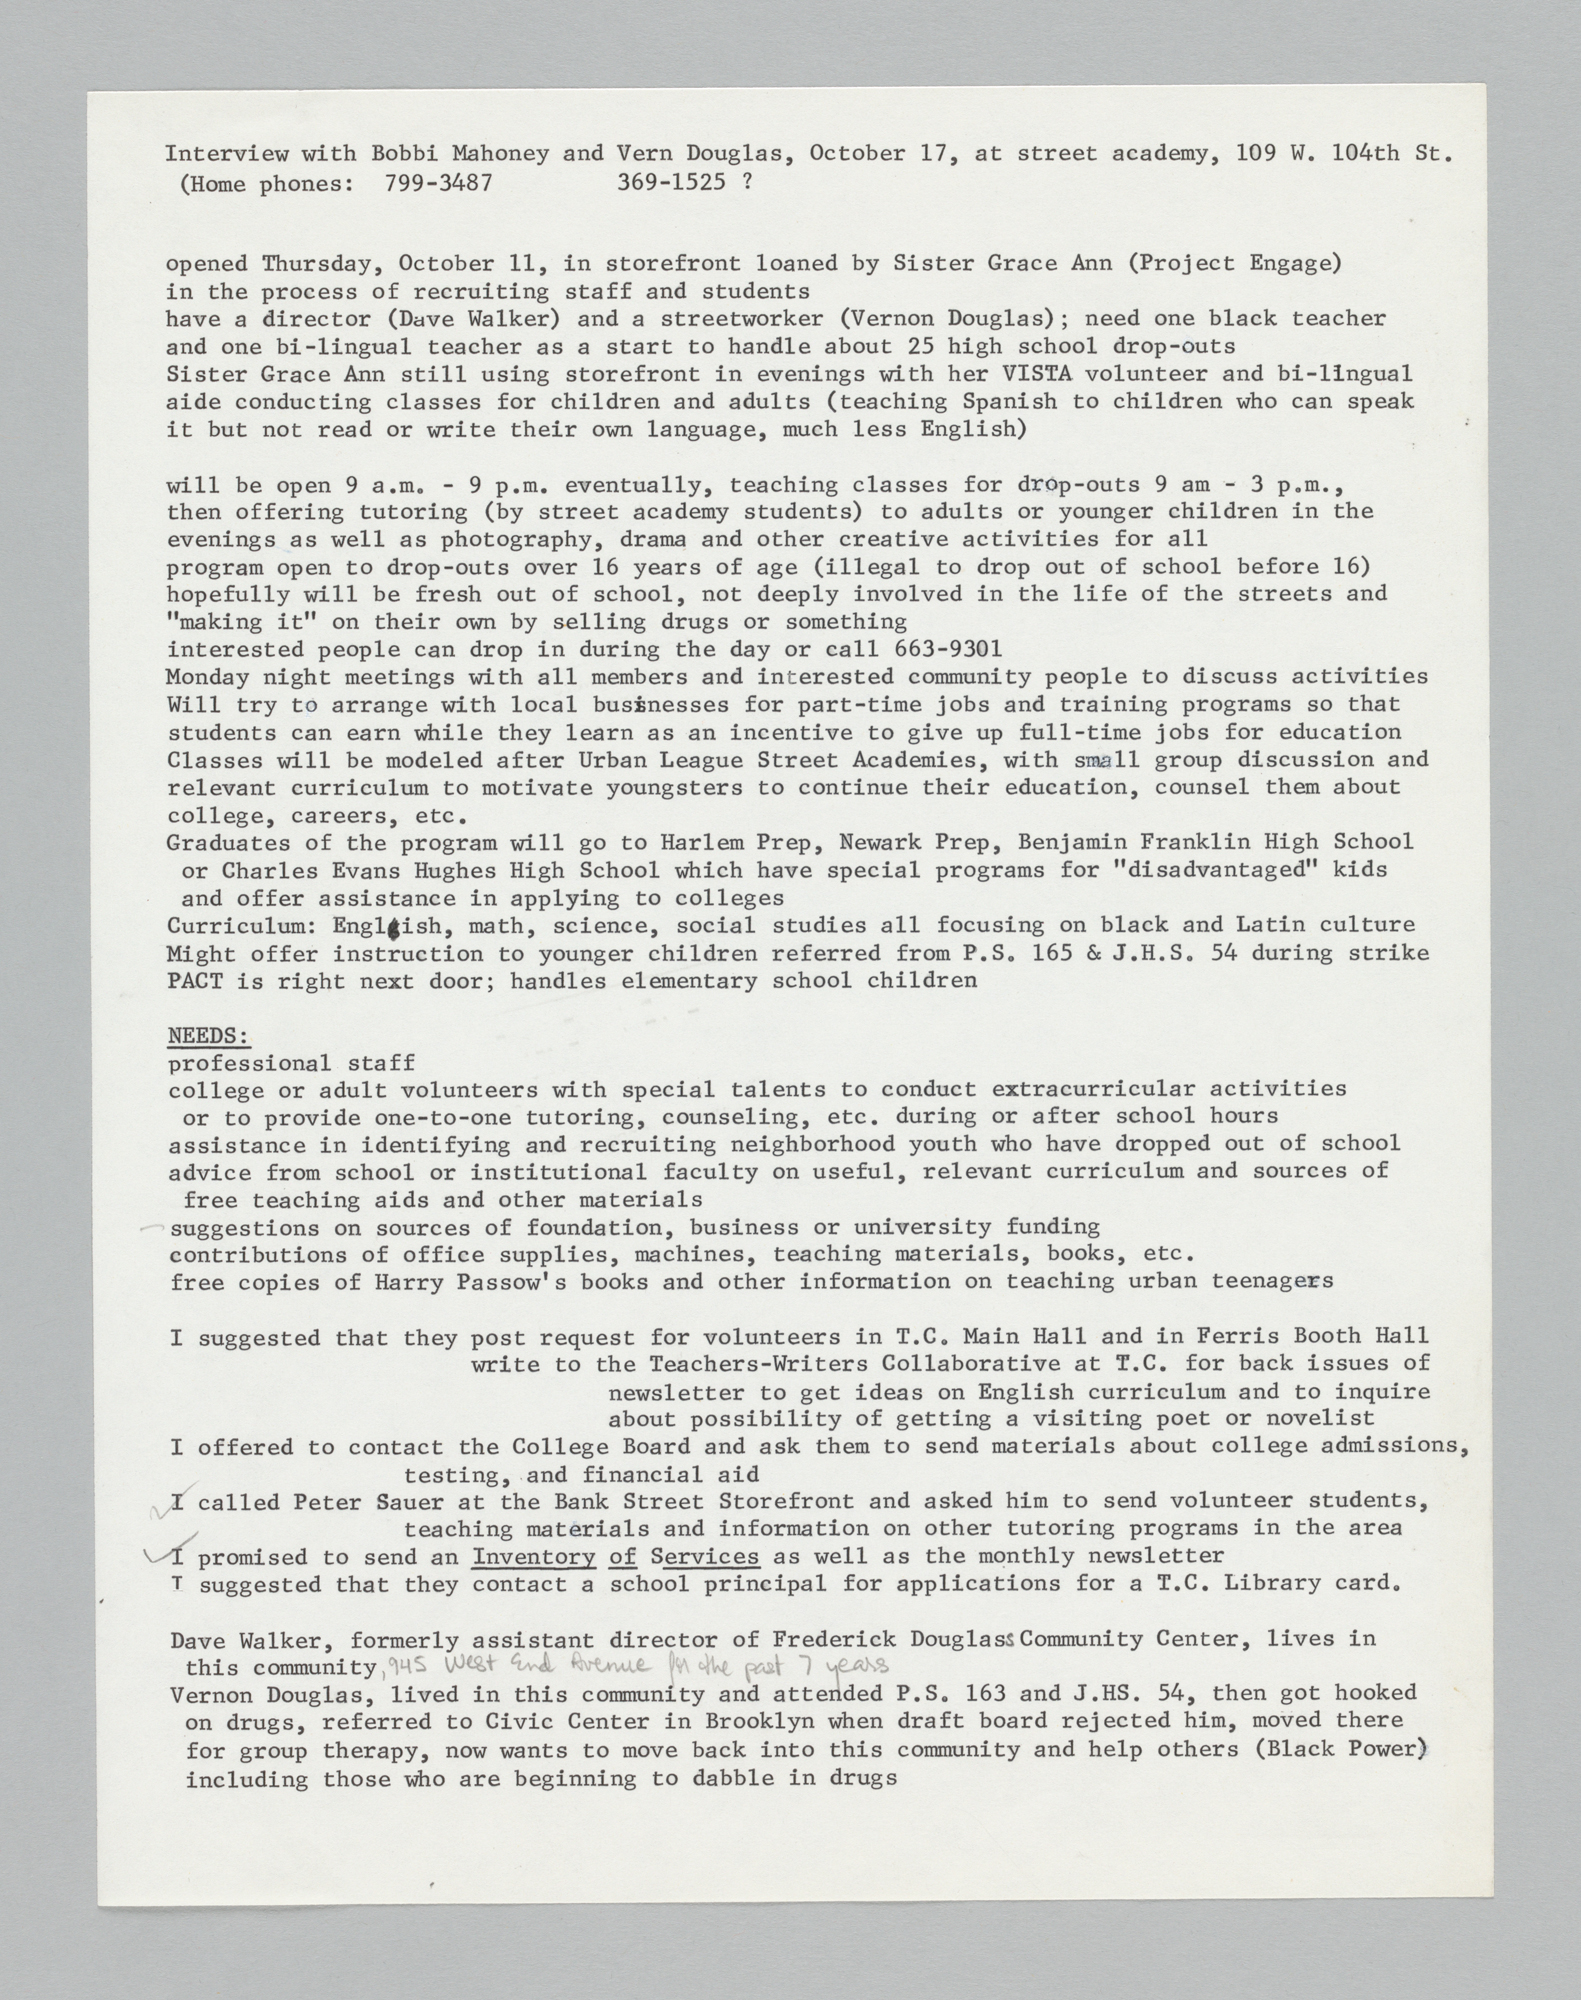 Interview with Bobbi Mahoney and Vern Douglas, October 17, at street academy, 109 W. 104th St.
(Home phones: 799-3487 369-1525 ?
opened Thursday, October 11, in storefront loaned by Sister Grace Ann (Project Engage)
in the process of recruiting staff and students
have a director (Dave Walker) and a streetworker (Vernon Douglas); need one black teacher
and one bi-lingual teacher as a start to handle about 25 high school drop-outs
Sister Grace Ann still using storefront in evenings with her VISTA volunteer and bi-lingual
aide conducting classes for children and adults (teaching Spanish to children who can speak
it but not read or write their own language, much less English)
will be open 9 a.m. - 9 p.m. eventually, teaching classes for drop-outs 9 am - 3 p.m.,
then offering tutoring (by street academy students) to adults or younger children in the
evenings as well as photography, drama and other creative activities for all
program open to drop-outs over 16 years of age (illegal to drop out of school before 16)
hopefully will be fresh out of school, not deeply involved in the life of the streets and
"making it" on their own by selling drugs or something
interested people can drop in during the day or call 663-9301
Monday night meetings with all members and interested community people to discuss activities
Will try to arrange with local businesses for part-time jobs and training programs so that
students can earn while they learn as an incentive to give up full-time jobs for education
Classes will be modeled after Urban League Street Academies, with small group discussion and
relevant curriculum to motivate youngsters to continue their education, counsel them about
college, careers, etc.
Graduates of the program will go to Harlem Prep, Newark Prep, Benjamin Franklin High School
or Charles Evans Hughes High School which have special programs for "disadvantaged" kids
and offer assistance in applying to colleges
Curriculum: English, math, science, social studies all focusing on black and Latin culture
Might offer instruction to younger children referred from P.S. 165 & J.H.S. 54 during strike
PACT is right next door; handles elementary school children
NEEDS:
professional staff
college or adult volunteers with special talents to conduct extracurricular activities
or to provide one-to-one tutoring, counseling, etc. during or after school hours
assistance in identifying and recruiting neighborhood youth who have dropped out of school
advice from school or institutional faculty on useful, relevant curriculum and sources of
free teaching aids and other materials
suggestions on sources of foundation, business or university funding
contributions of office supplies, machines, teaching materials, books, etc.
free copies of Harry Passow's books and other information on teaching urban teenagers
I suggested that they post request for volunteers in T.C. Main Hall and in Ferris Booth Hall
write to the Teachers-Writers Collaborative at T.C. for back issues of
newsletter to get ideas on English curriculum and to inquire
about possibility of getting a visiting poet or novelist
I offered to contact the College Board and ask them to send materials about college admissions,
testing, and financial aid
I called Peter Sauer at the Bank Street Storefront and asked him to send volunteer students,
teaching materials and information on other tutoring programs in the area
I promised to send an Inventory of Services as well as the monthly newsletter
I suggested that they contact a school principal for applications for a T.C. Library card.
Dave Walker, formerly assistant director of Frederick Douglass Community Center, lives in
this community, 945 West End Avenue for the past 7 years
Vernon Douglas, lived in this community and attended P.S. 163 and J.HS. 54, then got hooked
on drugs, referred to Civic Center in Brooklyn when draft board rejected him, moved there
for group therapy, now wants to move back into this community and help others (Black Power)
including those who are beginning to dabble in drugs